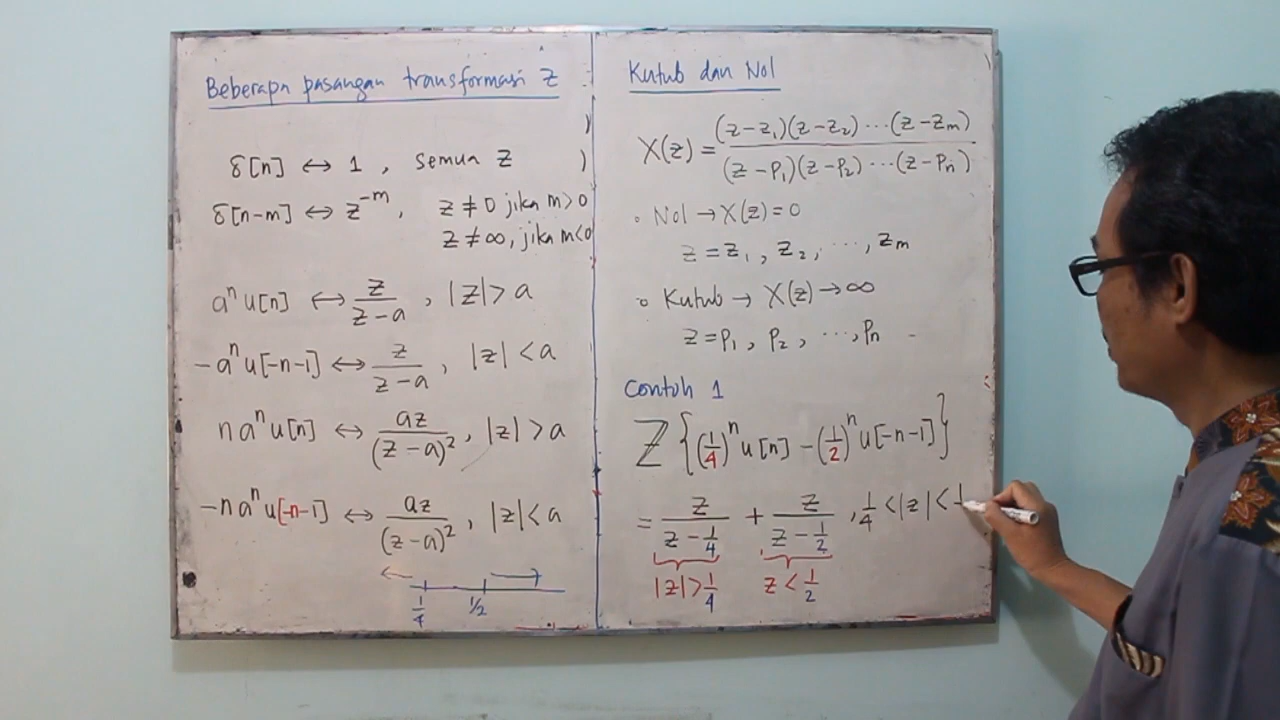 Beberapa pasangan transformasi Z
δ[n] ↔ 1 , semua Z
δ[n-m] ↔ z^-m , z ≠ 0 jika m>0
z ≠ ∞, jika m<0
a^n u[n] ↔ z/(z-a) , |z| > a
-a^n u[-n-1] ↔ z/(z-a) , |z| < a
n a^n u[n] ↔ az/(z-a)² , |z| > a
-n a^n u[-n-1] ↔ az/(z-a)² , |z| < a
1/4 1/2
Kutub dan Nol
X(z) = (z-z₁)(z-z₂) ⋯ (z-zₘ) / (z-p₁)(z-p₂) ⋯ (z-pₙ)
∘ Nol → X(z) = 0
z = z₁ , z₂ , ⋯ , zₘ
∘ Kutub → X(z) → ∞
z = p₁ , p₂ , ⋯ , pₙ
Contoh 1
Z { (1/4)^n u[n] - (1/2)^n u[-n-1] }
= z/(z - 1/4) + z/(z - 1/2) , 1/4 < |z| < 1
|z| > 1/4 z < 1/2